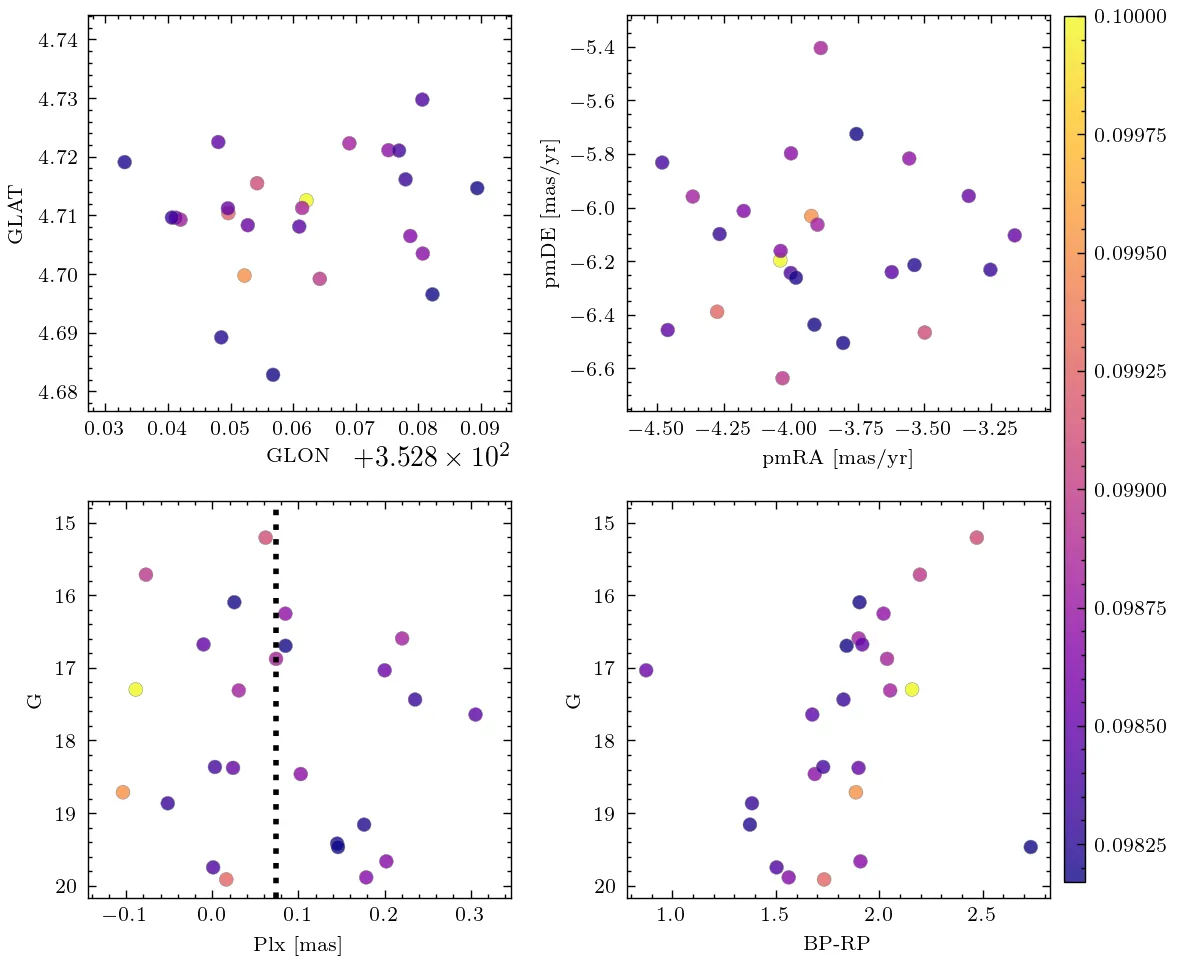 4.74
4.73
4.72
4.71
4.70
4.69
4.68
GLAT
0.03 0.04 0.05 0.06 0.07 0.08 0.09
GLON +3.528 × 10²
−5.4
−5.6
−5.8
−6.0
−6.2
−6.4
−6.6
pmDE [mas/yr]
−4.50 −4.25 −4.00 −3.75 −3.50 −3.25
pmRA [mas/yr]
0.10000
0.09975
0.09950
0.09925
0.09900
0.09875
0.09850
0.09825
15
16
17
18
19
20
G
−0.1 0.0 0.1 0.2 0.3
Plx [mas]
15
16
17
18
19
20
G
1.0 1.5 2.0 2.5
BP-RP